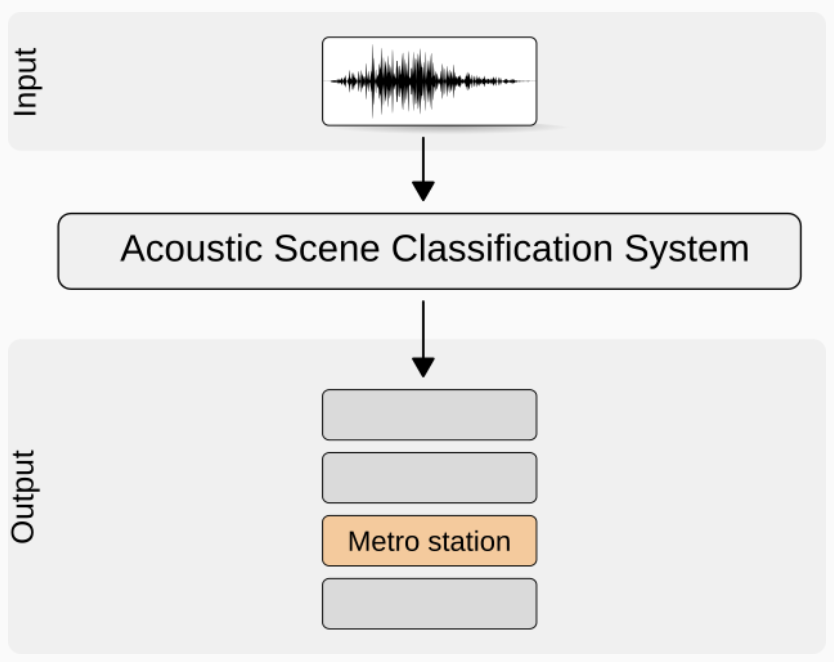 Input
Acoustic Scene Classification System
Output
Metro station